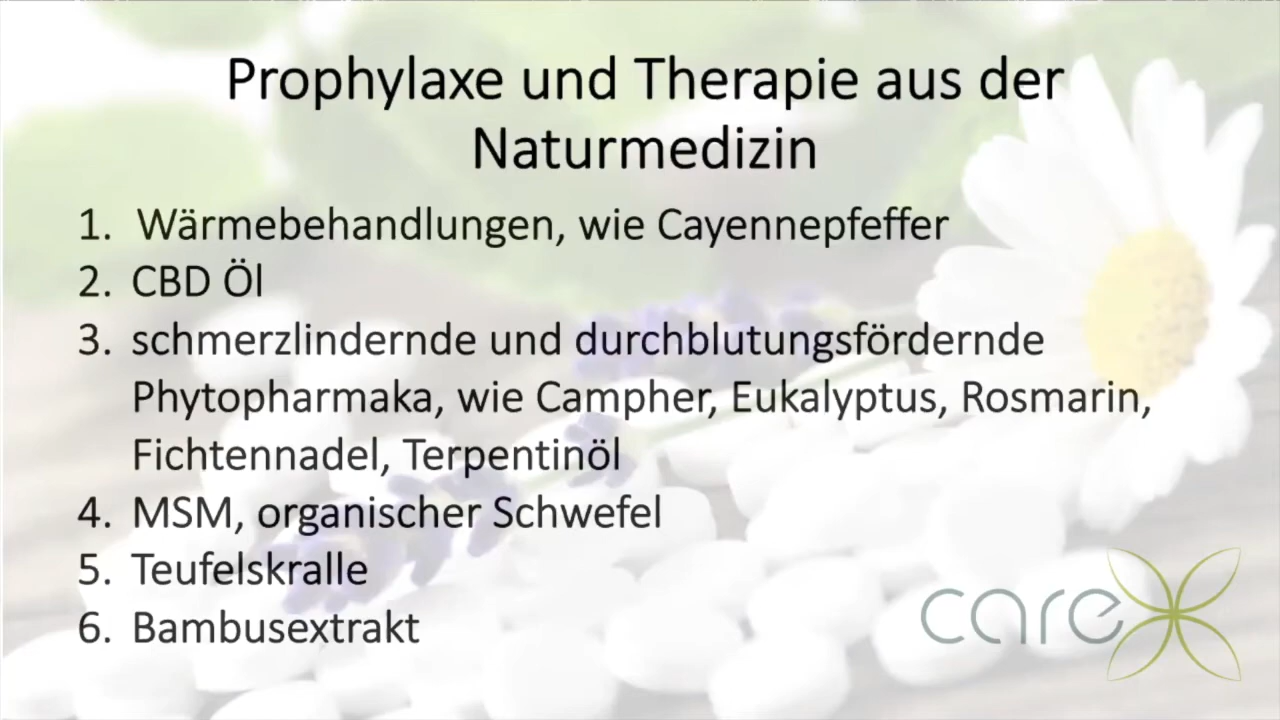 Prophylaxe und Therapie aus der
Naturmedizin
1. Wärmebehandlungen, wie Cayennepfeffer
2. CBD Öl
3. schmerzlindernde und durchblutungsfördernde
Phytopharmaka, wie Campher, Eukalyptus, Rosmarin,
Fichtennadel, Terpentinöl
4. MSM, organischer Schwefel
5. Teufelskralle
6. Bambusextrakt
care